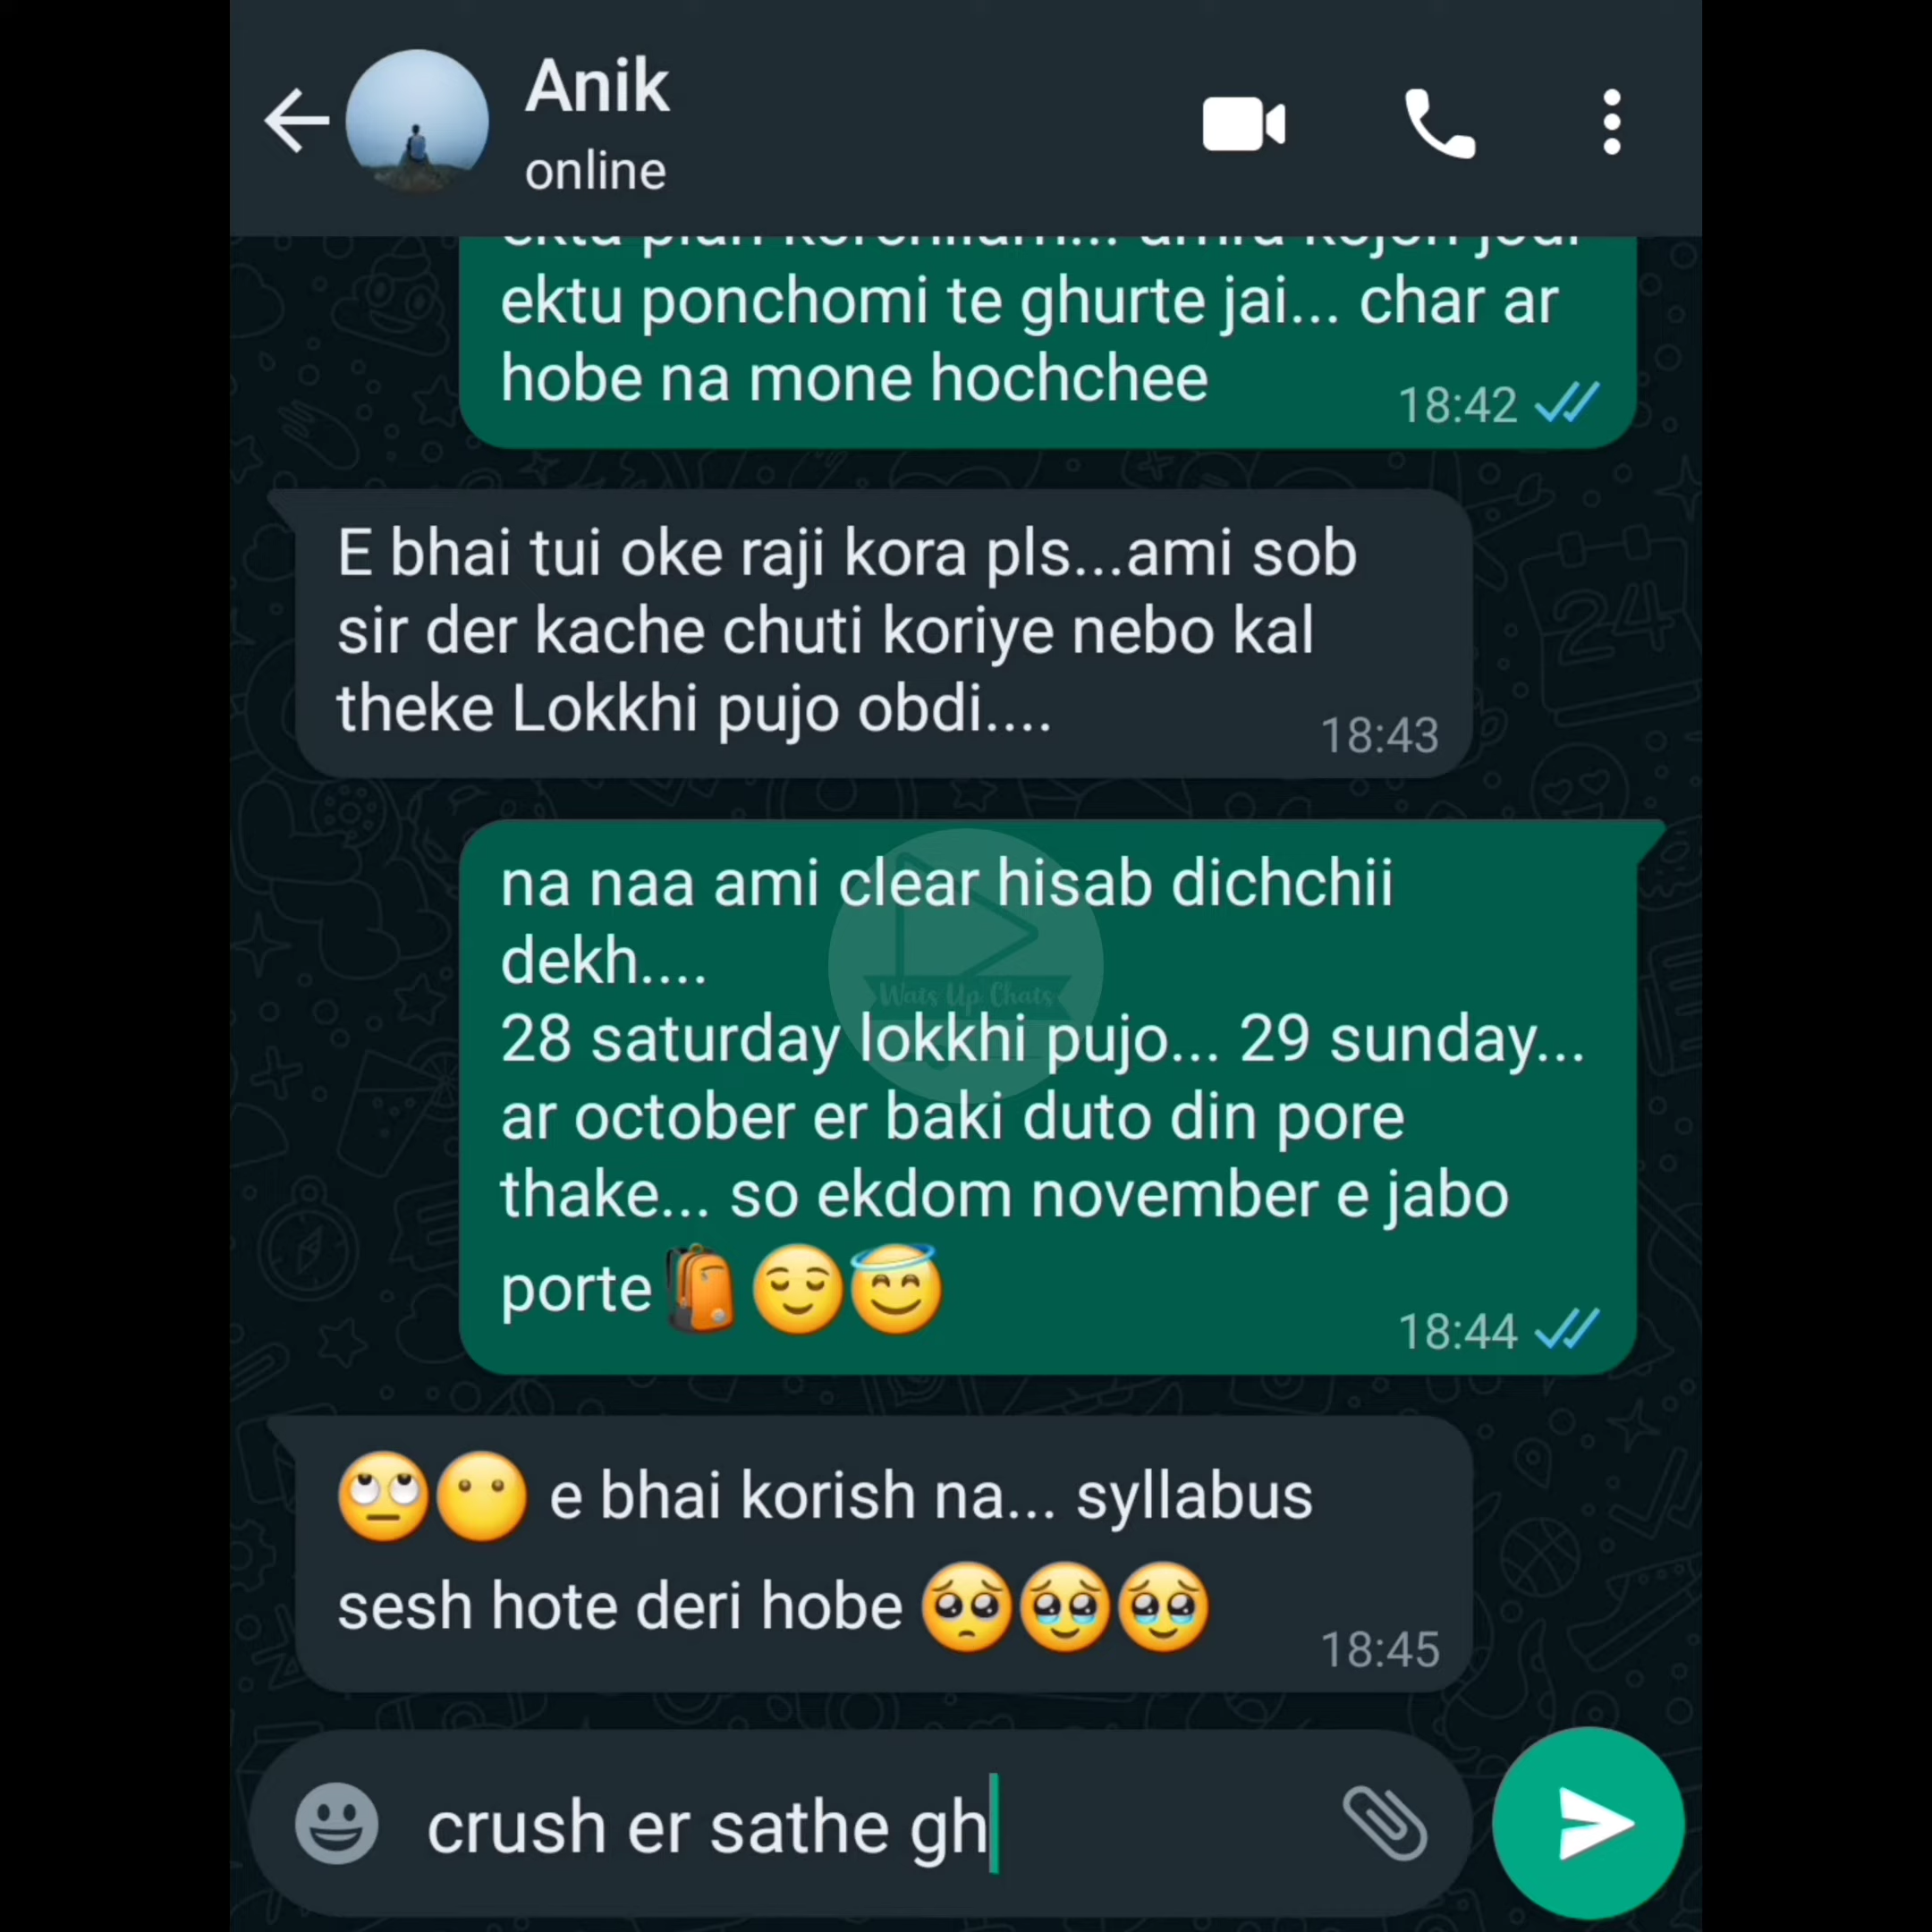 Anik
online
ektu ponchomi te ghurte jai... char ar
hobe na mone hochchee
18:42
E bhai tui oke raji kora pls...ami sob
sir der kache chuti koriye nebo kal
theke Lokkhi pujo obdi....
18:43
na naa ami clear hisab dichchii
dekh....
28 saturday lokkhi pujo... 29 sunday...
ar october er baki duto din pore
thake... so ekdom november e jabo
porte🎒😌😇
18:44
🙄😶 e bhai korish na... syllabus
sesh hote deri hobe 🥺🥹🥹
18:45
crush er sathe gh
Wats Up Chats